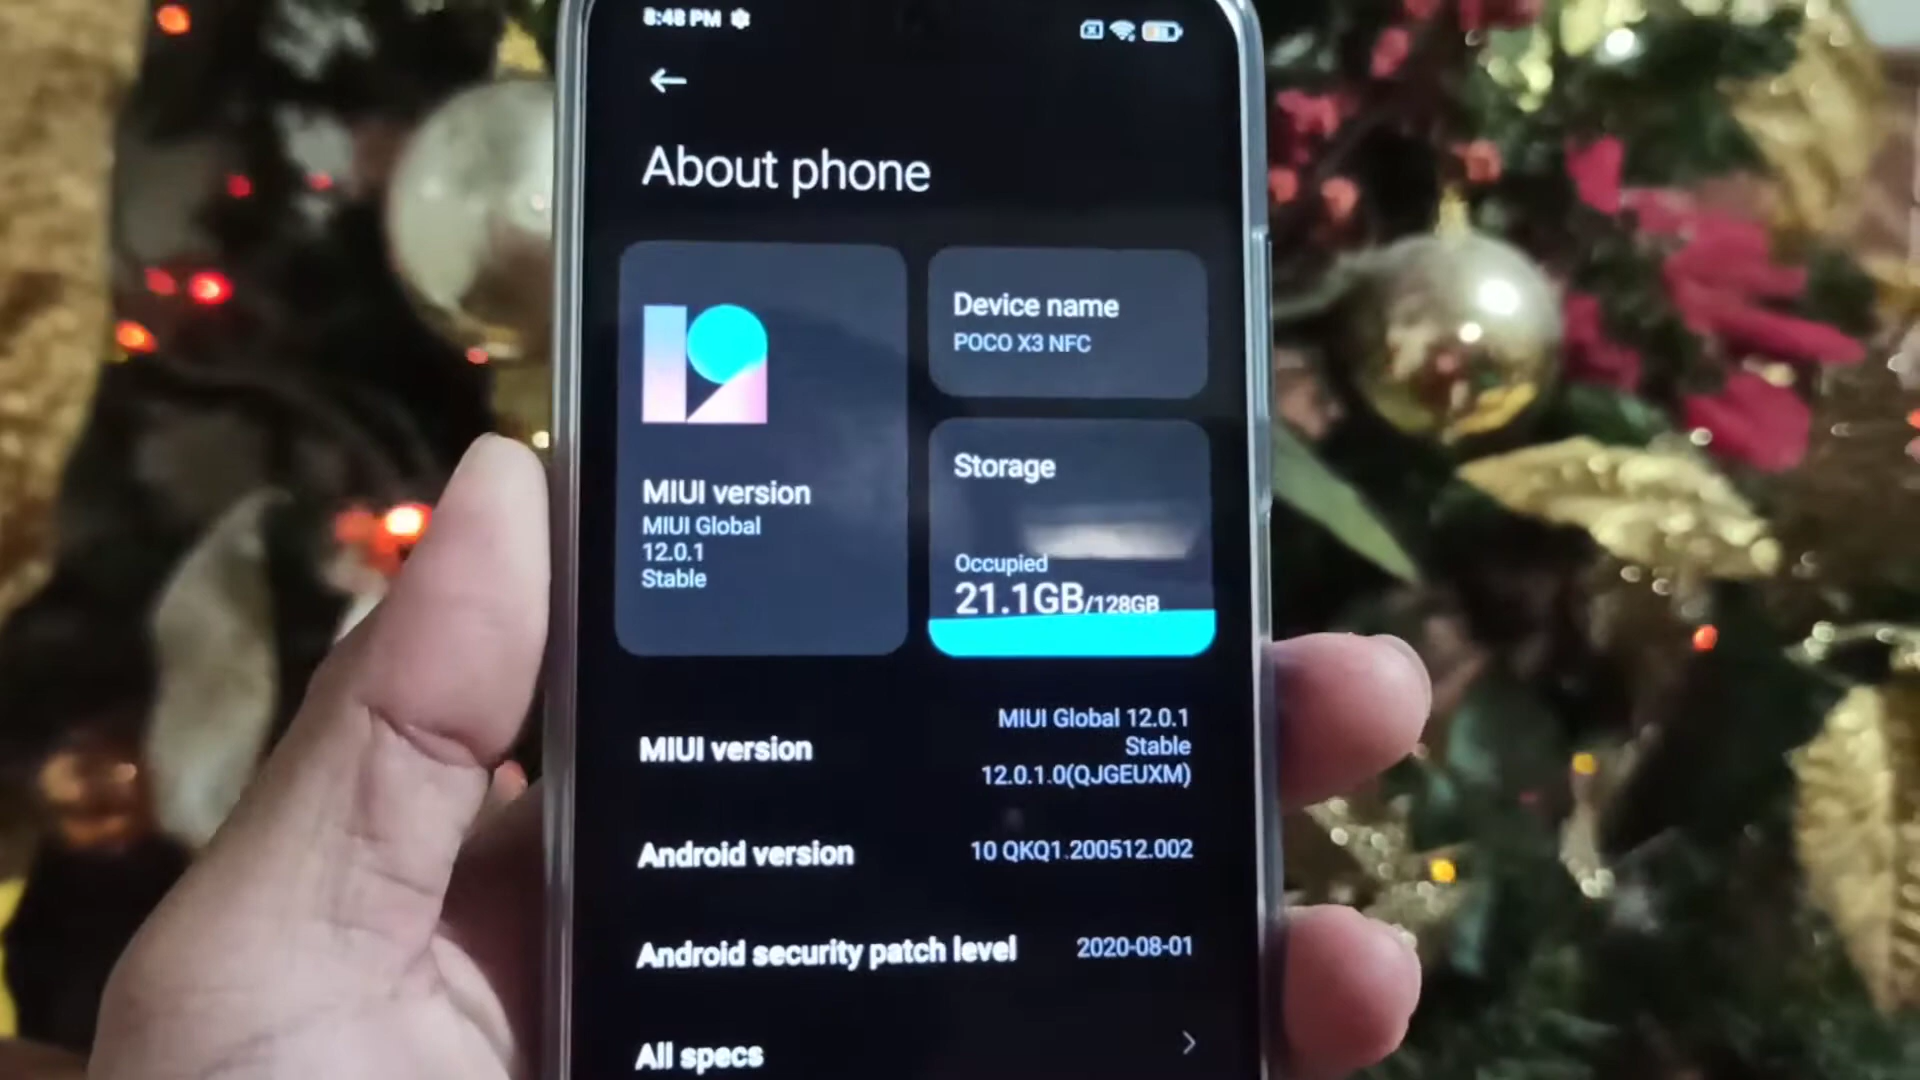 8:48 PM
About phone
MIUI version
MIUI Global
12.0.1
Stable
Device name
POCO X3 NFC
Storage
Occupied
21.1GB/128GB
MIUI version
MIUI Global 12.0.1
Stable
12.0.1.0(QJGEUXM)
Android version
10 QKQ1.200512.002
Android security patch level
2020-08-01
All specs